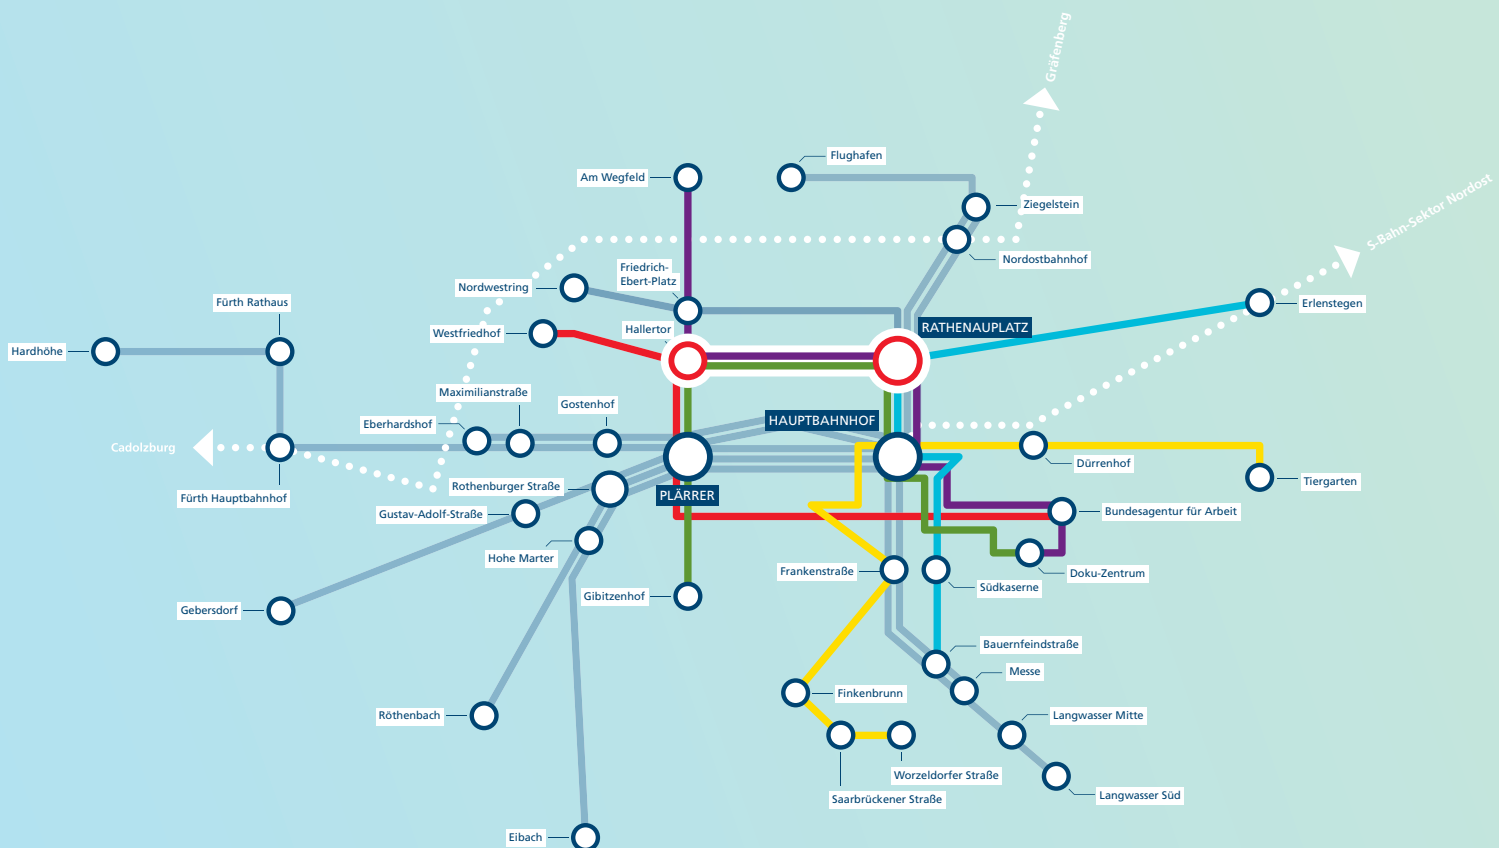 Gräfenberg
Flughafen
Am Wegfeld
S-Bahn-Sektor Nordost
Ziegelstein
Nordostbahnhof
Friedrich-
Ebert-Platz
Nordwestring
Fürth Rathaus
Erlenstegen
Hallertor
RATHENAUPLATZ
Westfriedhof
Hardhöhe
Maximilianstraße
Gostenhof
HAUPTBAHNHOF
Eberhardshof
Cadolzburg
Dürrenhof
Tiergarten
Rothenburger Straße
PLÄRRER
Fürth Hauptbahnhof
Gustav-Adolf-Straße
Bundesagentur für Arbeit
Hohe Marter
Frankenstraße
Doku-Zentrum
Südkaserne
Gibitzenhof
Gebersdorf
Bauernfeindstraße
Messe
Finkenbrunn
Röthenbach
Langwasser Mitte
Worzeldorfer Straße
Saarbrückener Straße
Langwasser Süd
Eibach